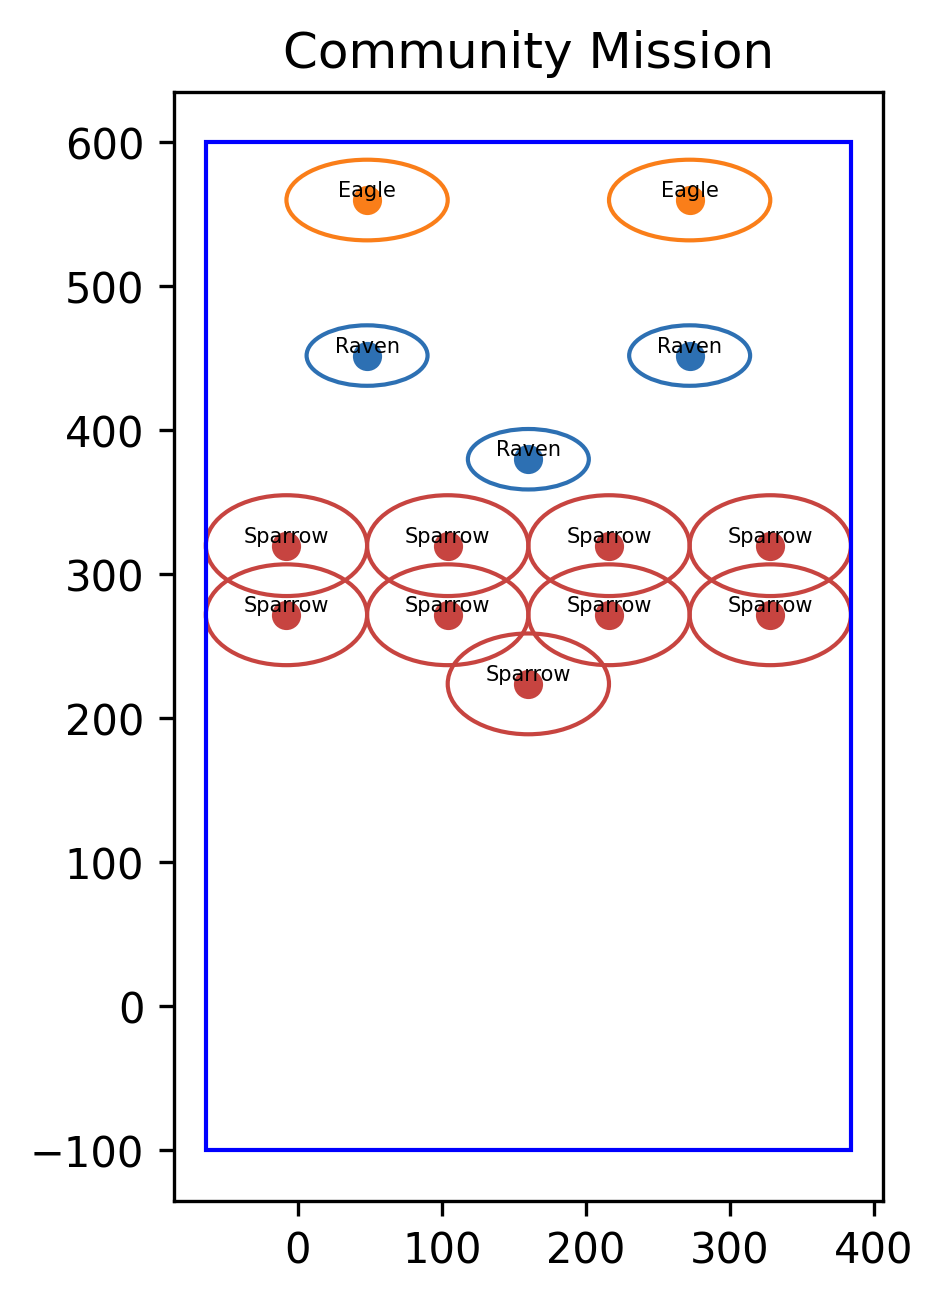 Community Mission
600
Eagle Eagle
500
Raven Raven
400
Raven
Sparrow Sparrow Sparrow Sparrow
300
Sparrow Sparrow Sparrow Sparrow
Sparrow
200
100
0
−100
0 100 200 300 400